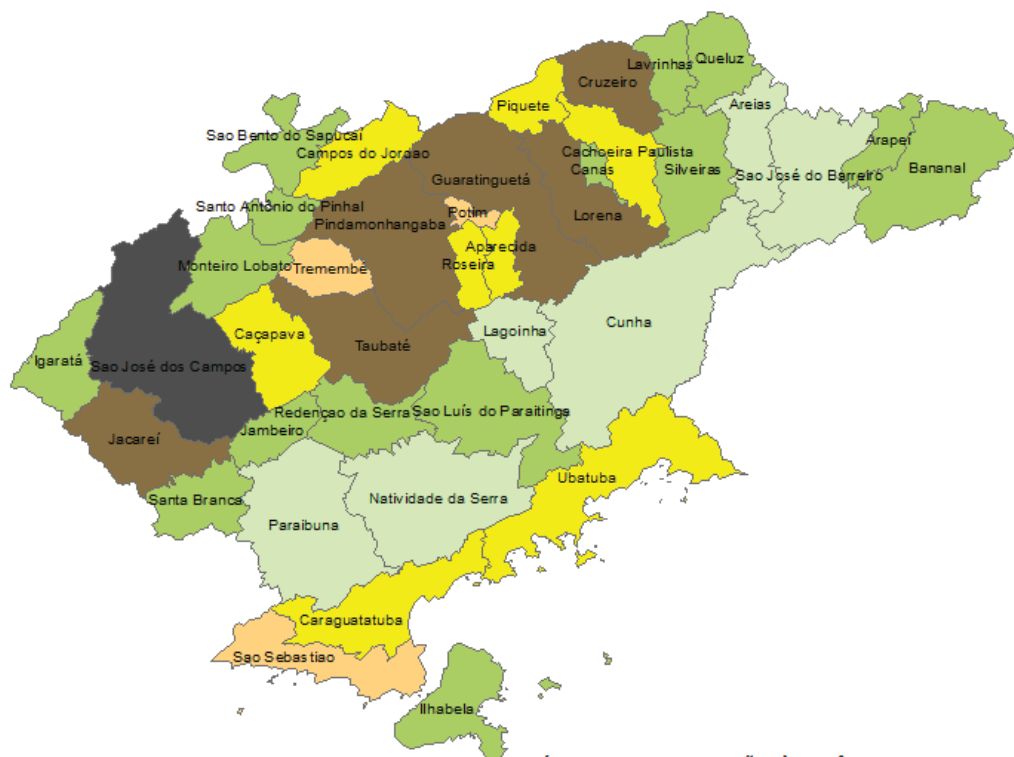 Lavrinhas
Queluz
Cruzeiro
Piquete
Areias
Sao Bento do Sapucaí
Campos do Jordao
Cachoeira Paulista
Canas
Silveiras
Arapeí
Bananal
Sao José do Barreiro
Guaratinguetá
Santo Antônio do Pinhal
Pindamonhangaba
Potim
Lorena
Monteiro Lobato
Tremembé
Roseira
Aparecida
Lagoinha
Cunha
Caçapava
Taubaté
Igaratá
Sao José dos Campos
Redençao da Serra
Sao Luís do Paraitinga
Jambeiro
Jacareí
Ubatuba
Santa Branca
Natividade da Serra
Paraibuna
Caraguatatuba
Sao Sebastiao
Ilhabela